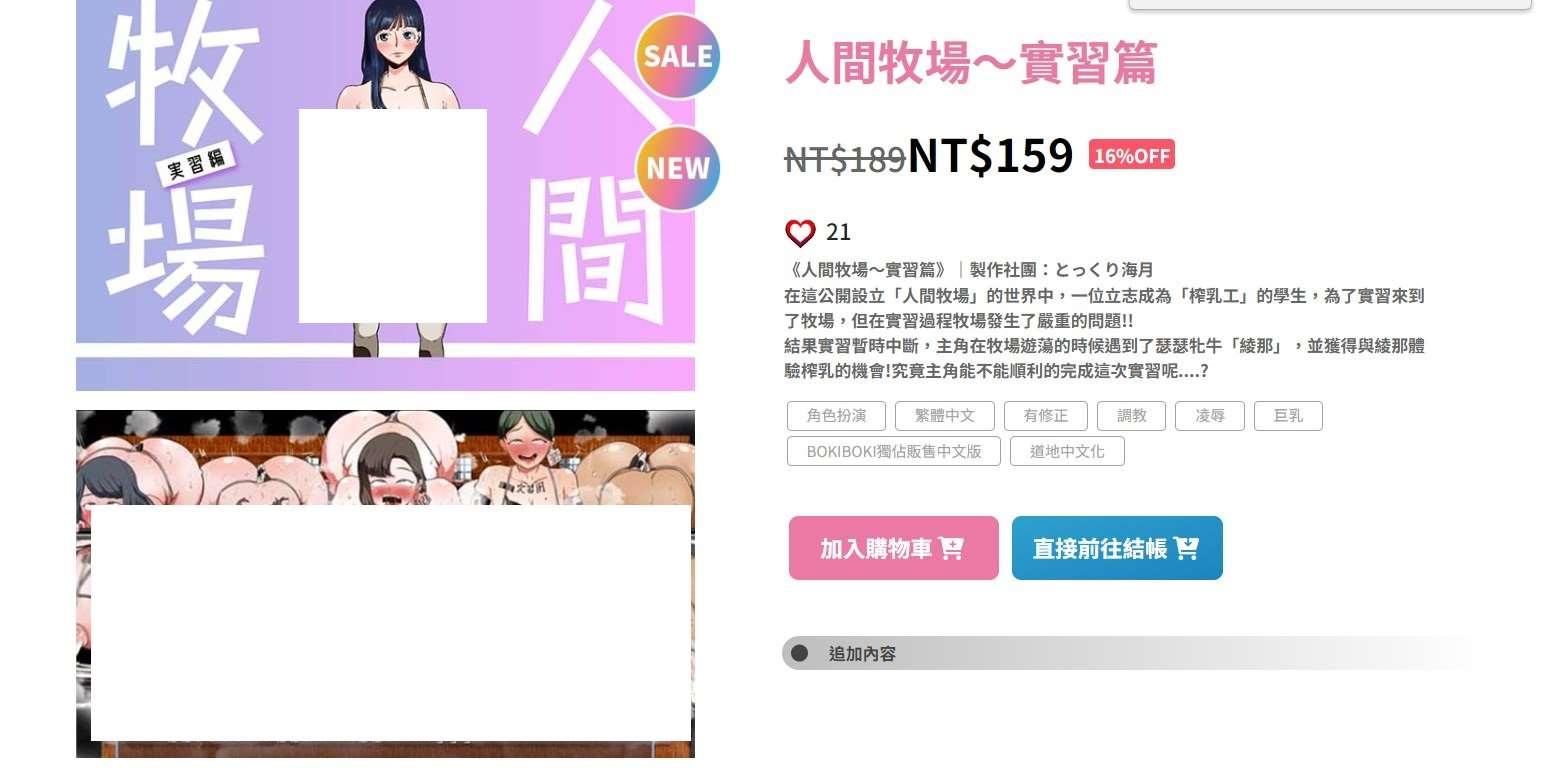 人間
牧場
実習編
SALE
NEW
人間牧場～實習篇
NT$189 NT$159 16%OFF
21
《人間牧場～實習篇》｜製作社團：とっくり海月
在這公開設立「人間牧場」的世界中，一位立志成為「榨乳工」的學生，為了實習來到
了牧場，但在實習過程牧場發生了嚴重的問題!!
結果實習暫時中斷，主角在牧場遊蕩的時候遇到了瑟瑟牝牛「綾那」，並獲得與綾那體
驗榨乳的機會!究竟主角能不能順利的完成這次實習呢....?
角色扮演 繁體中文 有修正 調教 凌辱 巨乳
BOKIBOKI獨佔販售中文版 道地中文化
加入購物車 直接前往結帳
追加內容